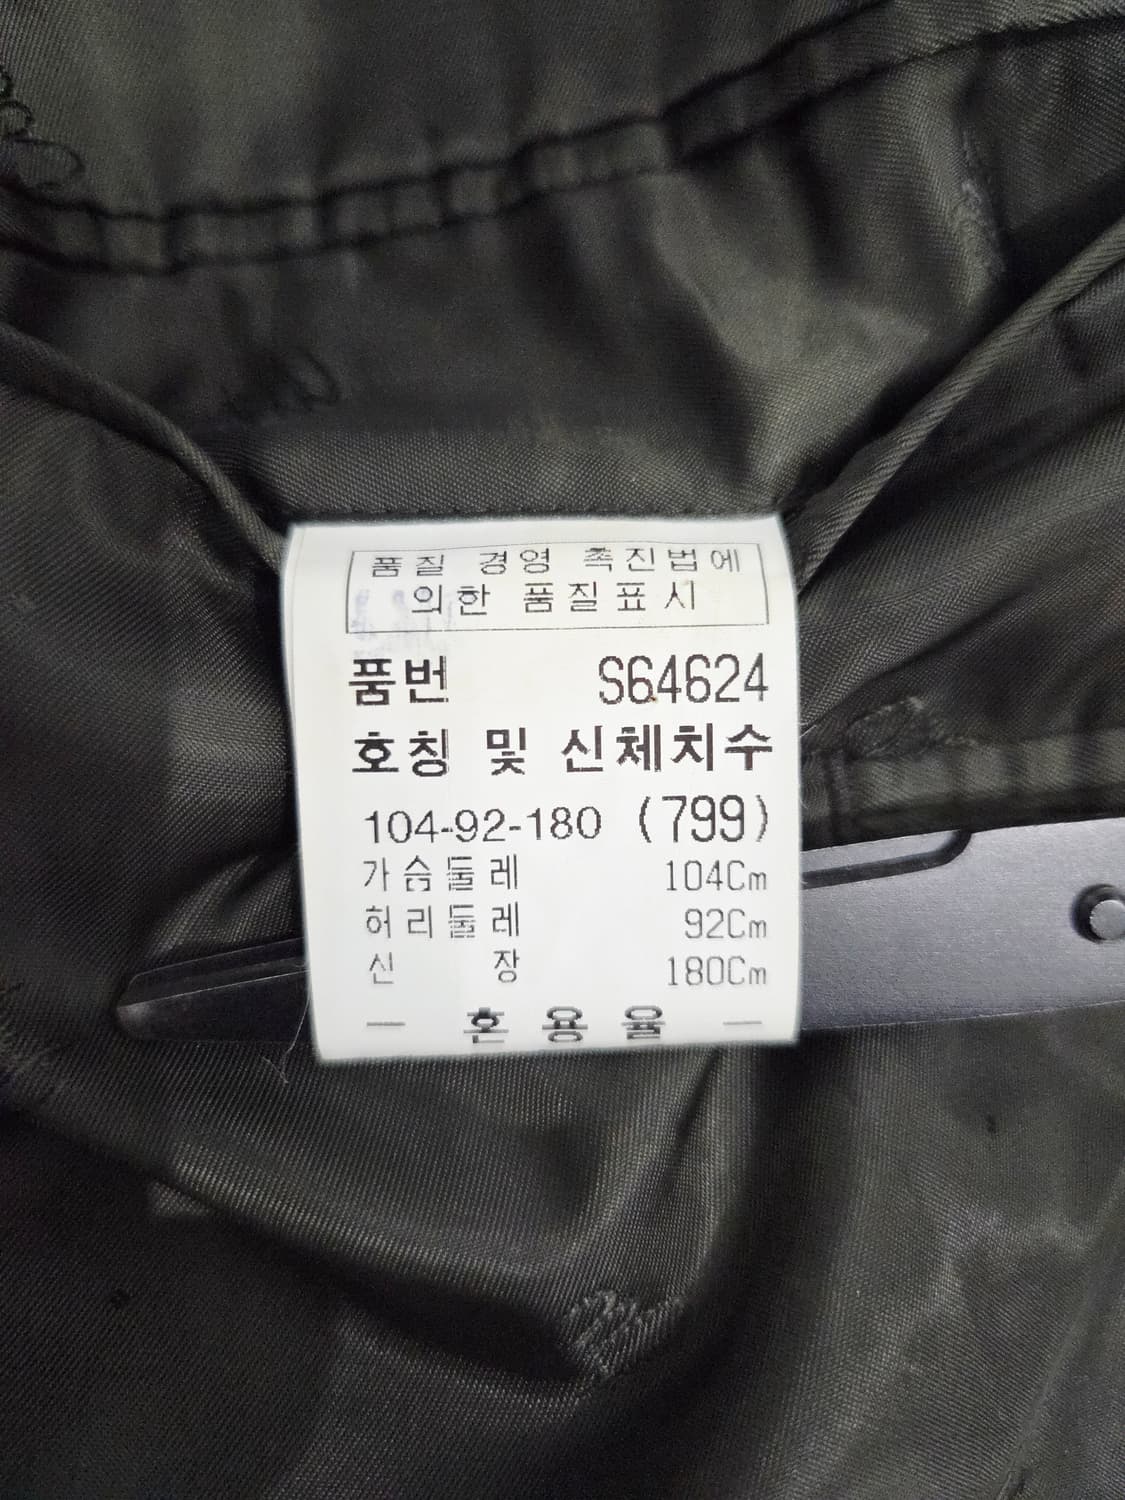 품질 경영 촉진법에
의한 품질표시
품번 S64624
호칭 및 신체치수
104-92-180 (799)
가슴둘레 104Cm
허리둘레 92Cm
신 장 180Cm
— 혼용율 —